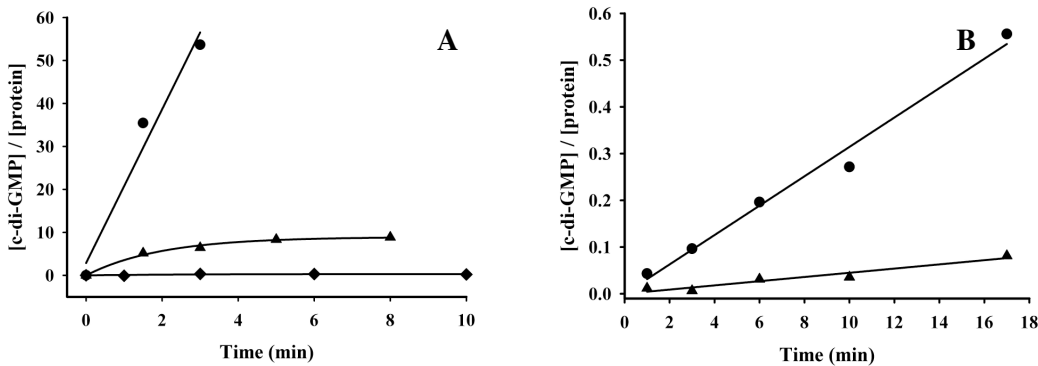 A
[c-di-GMP] / [protein]
60
50
40
30
20
10
0
0 2 4 6 8 10
Time (min)
B
[c-di-GMP] / [protein]
0.6
0.5
0.4
0.3
0.2
0.1
0.0
0 2 4 6 8 10 12 14 16 18
Time (min)